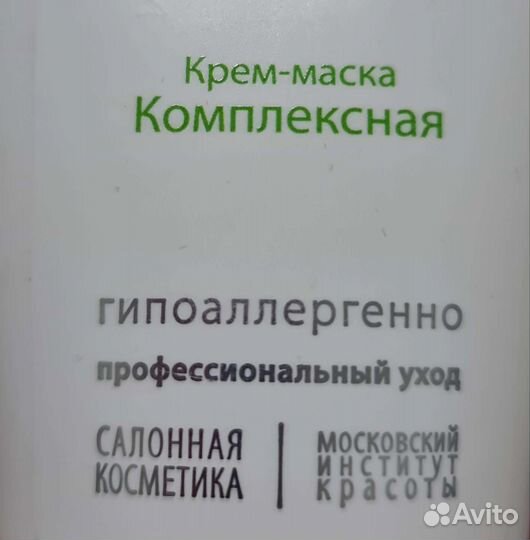 Крем-маска
Комплексная
гипоаллергенно
профессиональный уход
САЛОННАЯ
КОСМЕТИКА
МОСКОВСКИЙ
ИНСТИТУТ
красоты
Avito